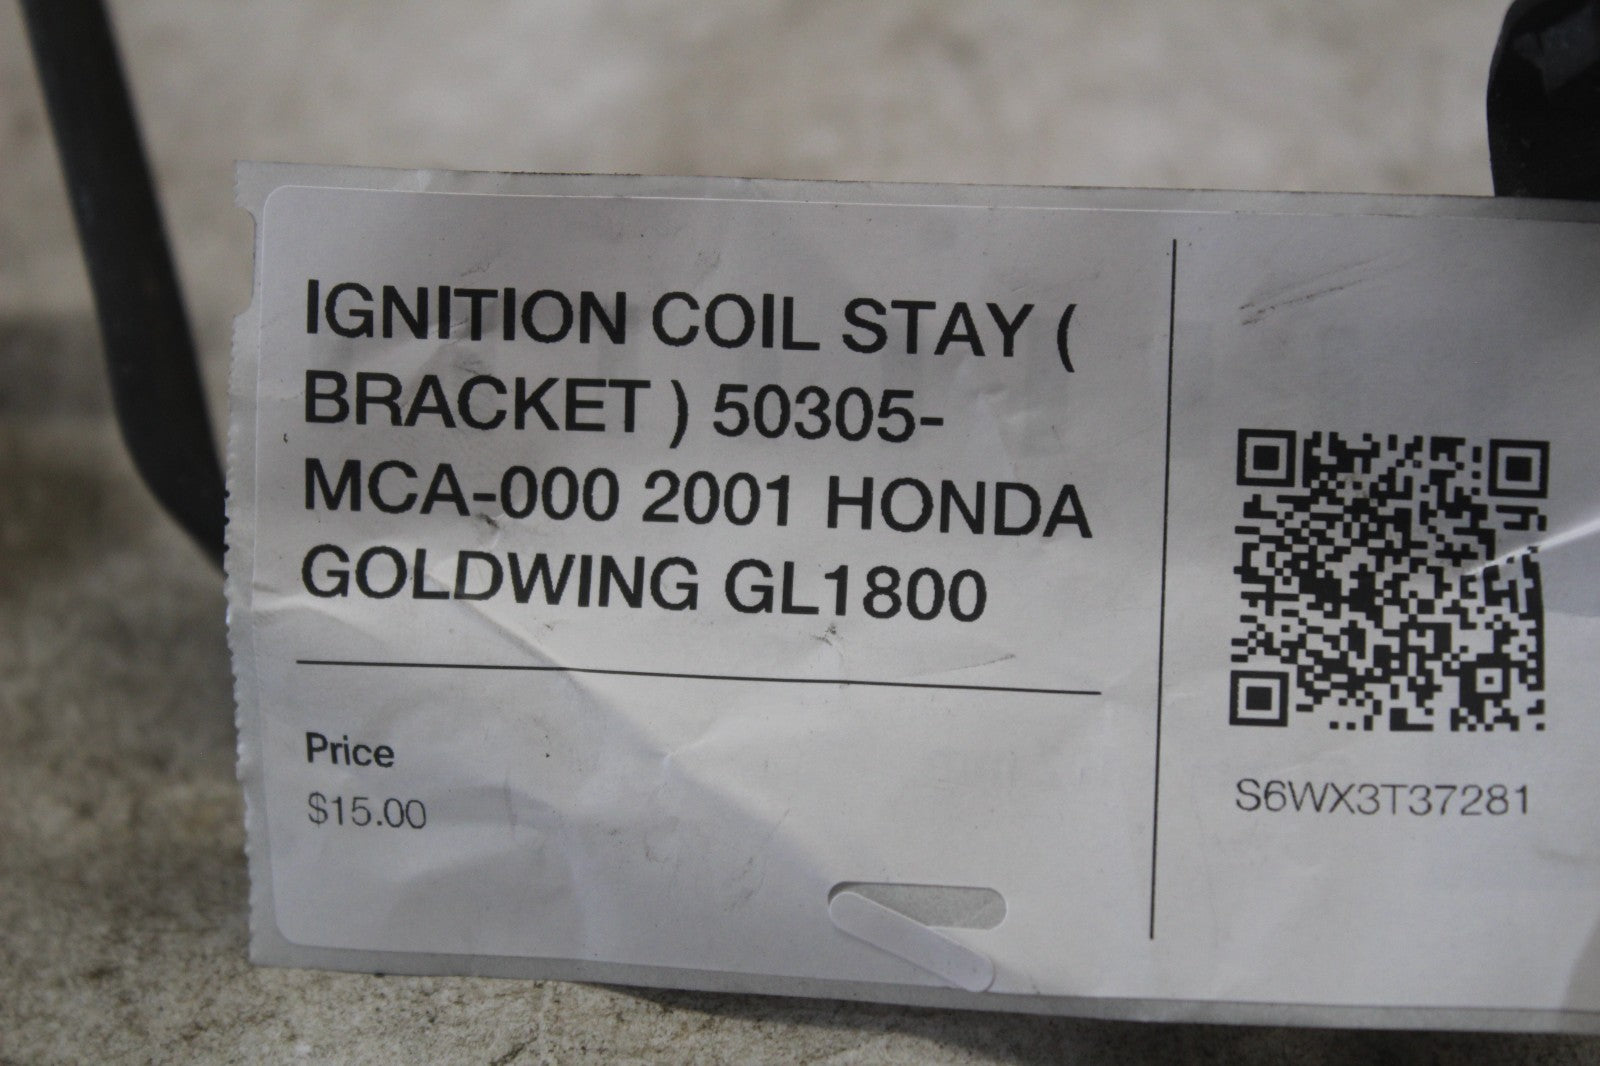 IGNITION COIL STAY (
BRACKET ) 50305-
MCA-000 2001 HONDA
GOLDWING GL1800
Price
$15.00
S6WX3T37281